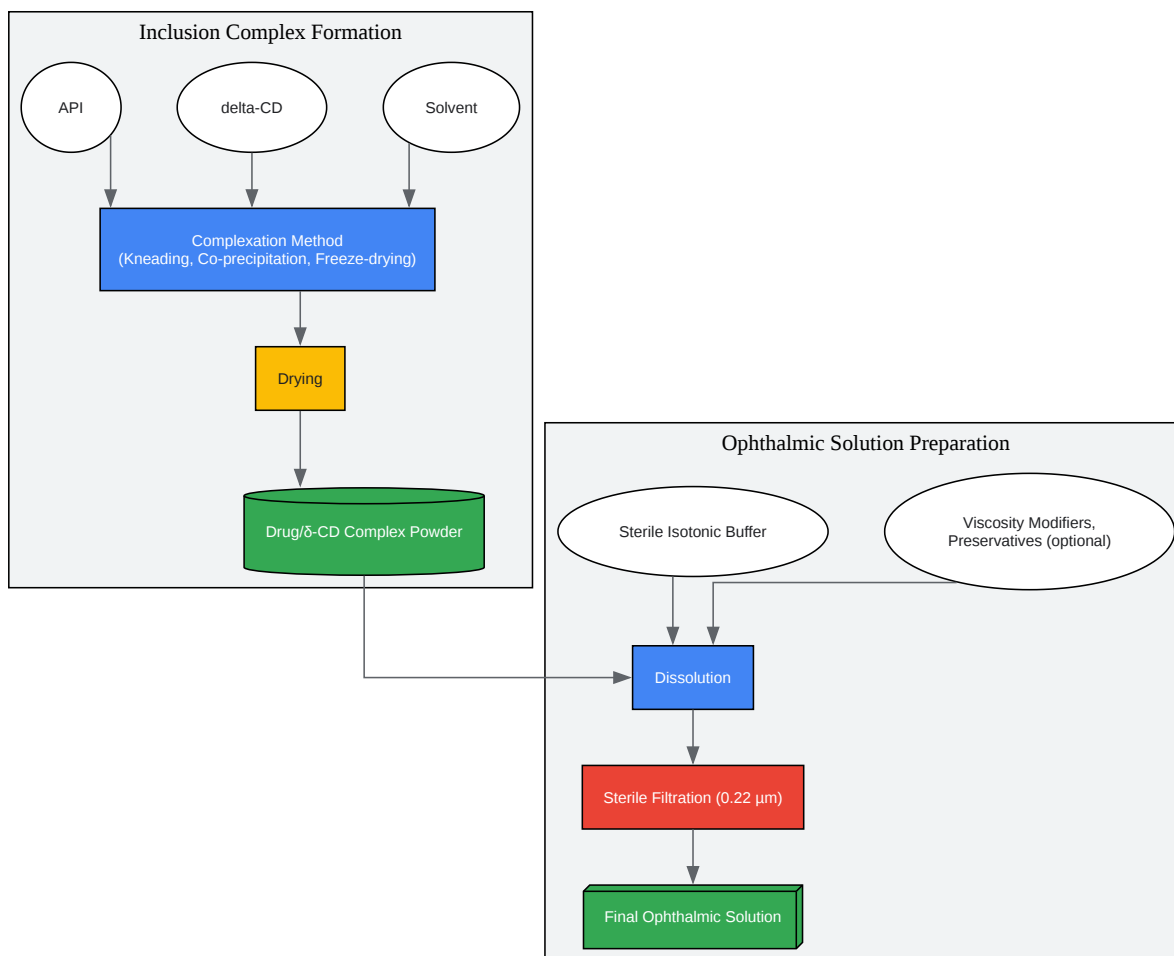 Inclusion Complex Formation
API
delta-CD
Solvent
Complexation Method
(Kneading, Co-precipitation, Freeze-drying)
Drying
Drug/δ-CD Complex Powder
Ophthalmic Solution Preparation
Sterile Isotonic Buffer
Viscosity Modifiers,
Preservatives (optional)
Dissolution
Sterile Filtration (0.22 µm)
Final Ophthalmic Solution